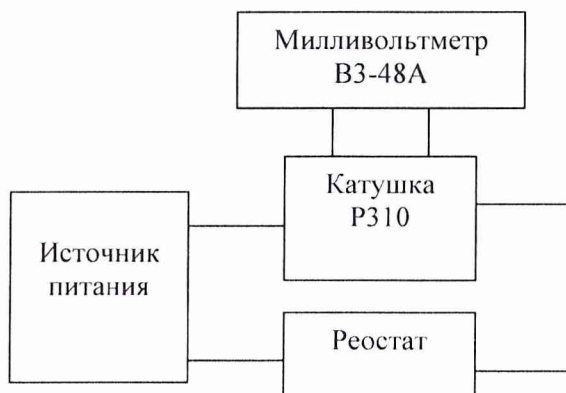 Милливольтметр
В3-48А
Катушка
Р310
Источник
питания
Реостат